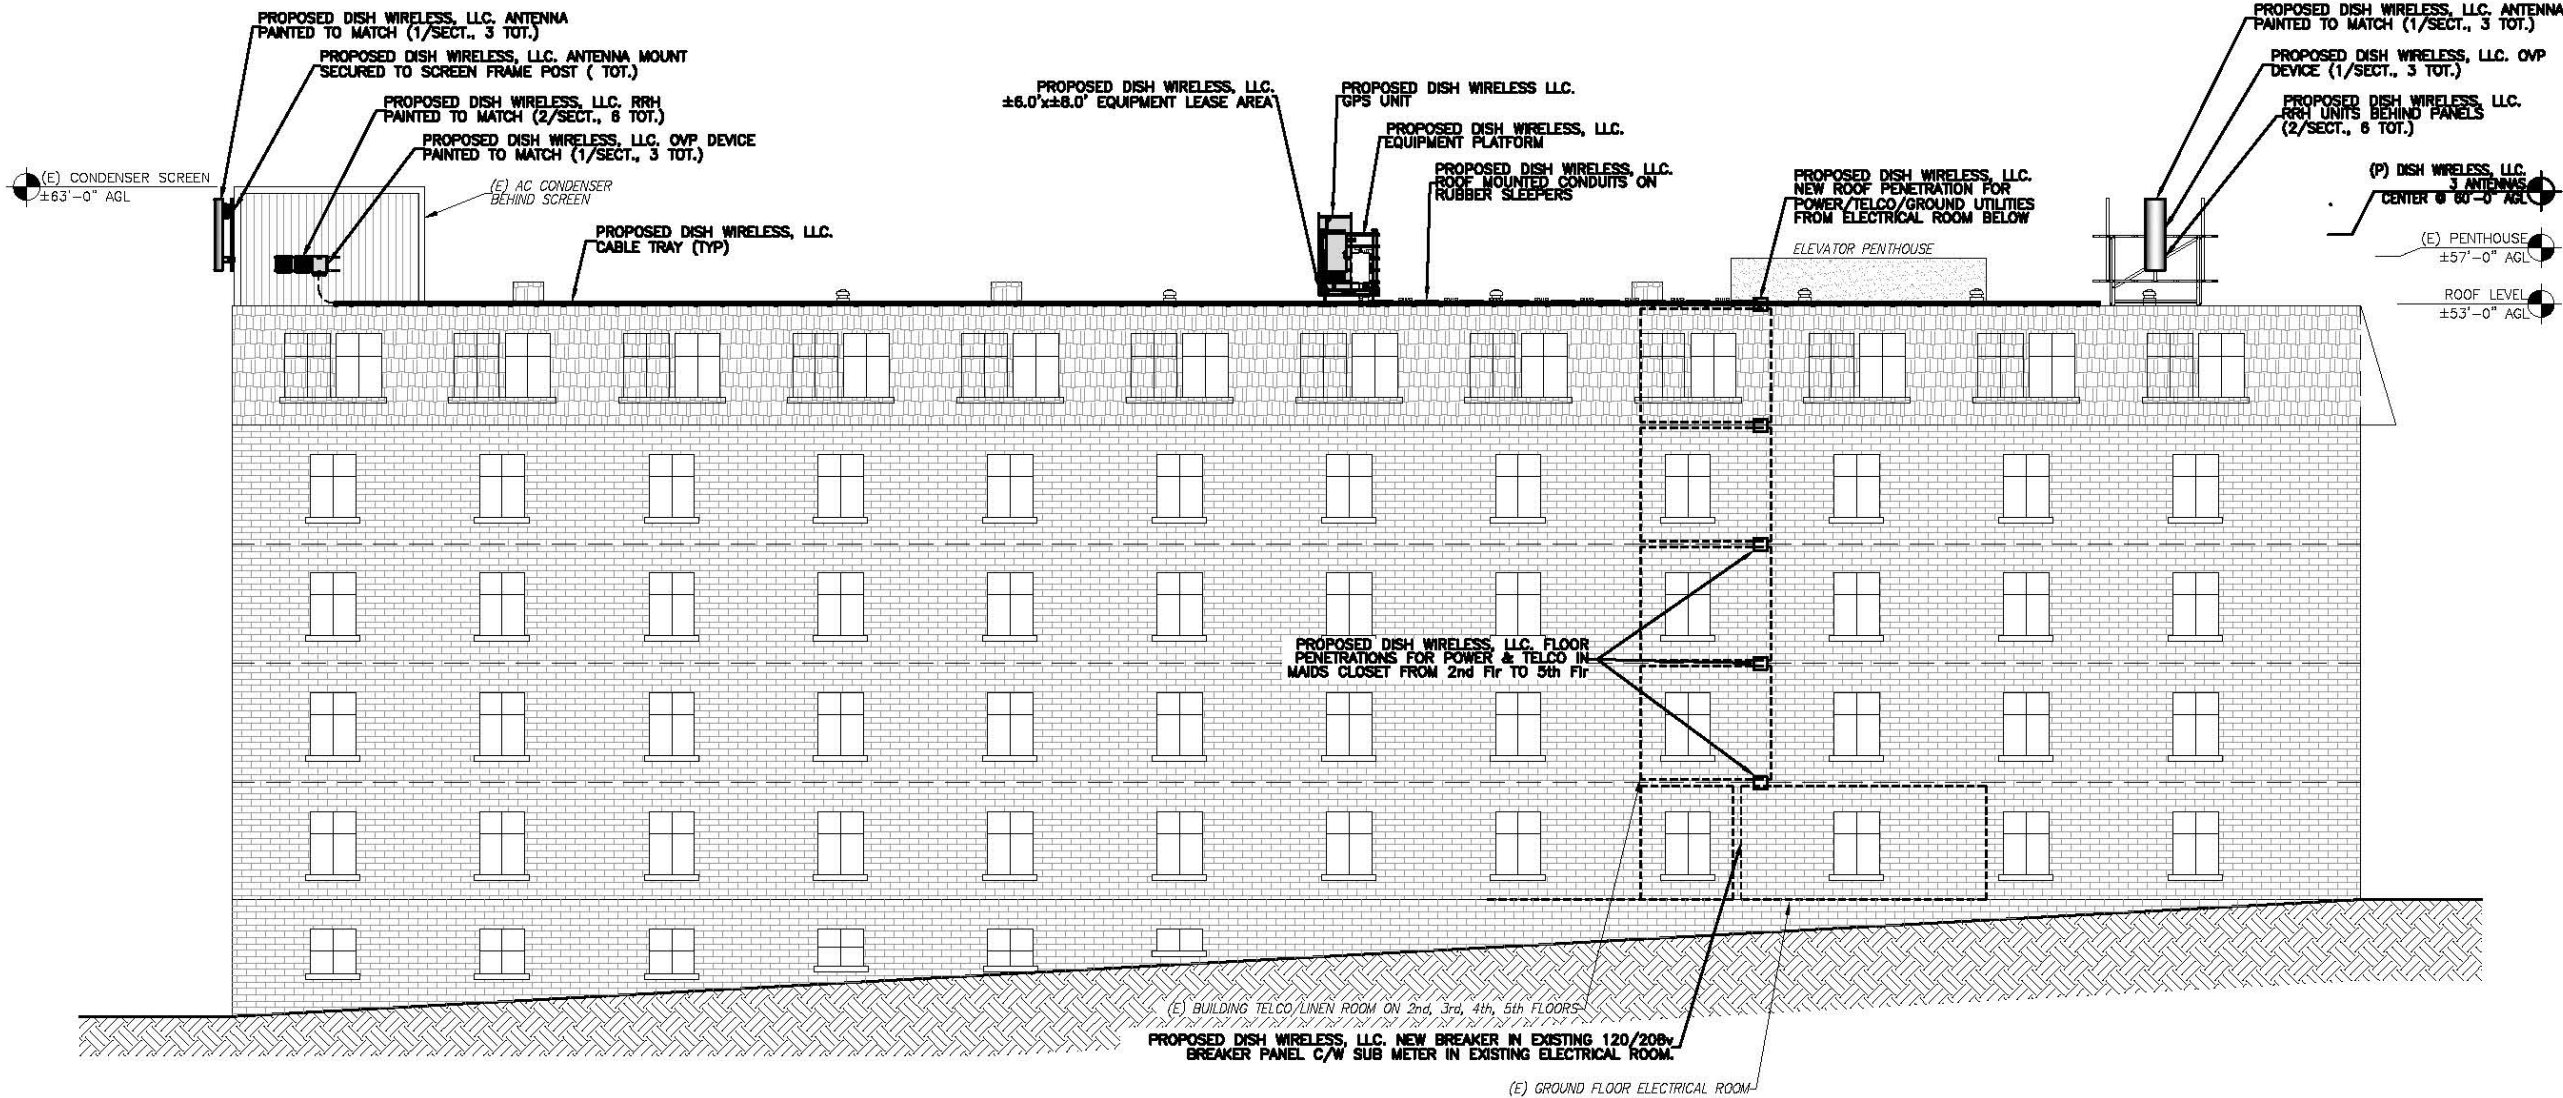 PROPOSED DISH WIRELESS, LLC. ANTENNA
PAINTED TO MATCH (1/SECT., 3 TOT.)
PROPOSED DISH WIRELESS, LLC. ANTENNA MOUNT
SECURED TO SCREEN FRAME POST ( TOT.)
PROPOSED DISH WIRELESS, LLC. RRH
PAINTED TO MATCH (2/SECT., 6 TOT.)
PROPOSED DISH WIRELESS, LLC. OVP DEVICE
PAINTED TO MATCH (1/SECT., 3 TOT.)
(E) CONDENSER SCREEN
±63'-0" AGL
(E) AC CONDENSER
BEHIND SCREEN
PROPOSED DISH WIRELESS, LLC.
CABLE TRAY (TYP)
PROPOSED DISH WIRELESS, LLC.
±6.0'x±6.0' EQUIPMENT LEASE AREA
PROPOSED DISH WIRELESS LLC.
GPS UNIT
PROPOSED DISH WIRELESS, LLC.
EQUIPMENT PLATFORM
PROPOSED DISH WIRELESS, LLC.
ROOF MOUNTED CONDUITS ON
RUBBER SLEEPERS
PROPOSED DISH WIRELESS, LLC.
NEW ROOF PENETRATION FOR
POWER/TELCO/GROUND UTILITIES
FROM ELECTRICAL ROOM BELOW
ELEVATOR PENTHOUSE
PROPOSED DISH WIRELESS, LLC. ANTENNA
PAINTED TO MATCH (1/SECT., 3 TOT.)
PROPOSED DISH WIRELESS, LLC. OVP
DEVICE (1/SECT., 3 TOT.)
PROPOSED DISH WIRELESS, LLC.
RRH UNITS BEHIND PANELS
(2/SECT., 6 TOT.)
(P) DISH WIRELESS, LLC.
3 ANTENNAS
CENTER @ 60'-0" AGL
(E) PENTHOUSE
±57'-0" AGL
ROOF LEVEL
±53'-0" AGL
PROPOSED DISH WIRELESS, LLC. FLOOR
PENETRATIONS FOR POWER & TELCO IN
MAIDS CLOSET FROM 2nd Flr TO 5th Flr
(E) BUILDING TELCO/LINEN ROOM ON 2nd, 3rd, 4th, 5th FLOORS
PROPOSED DISH WIRELESS, LLC. NEW BREAKER IN EXISTING 120/208v
BREAKER PANEL C/W SUB METER IN EXISTING ELECTRICAL ROOM.
(E) GROUND FLOOR ELECTRICAL ROOM